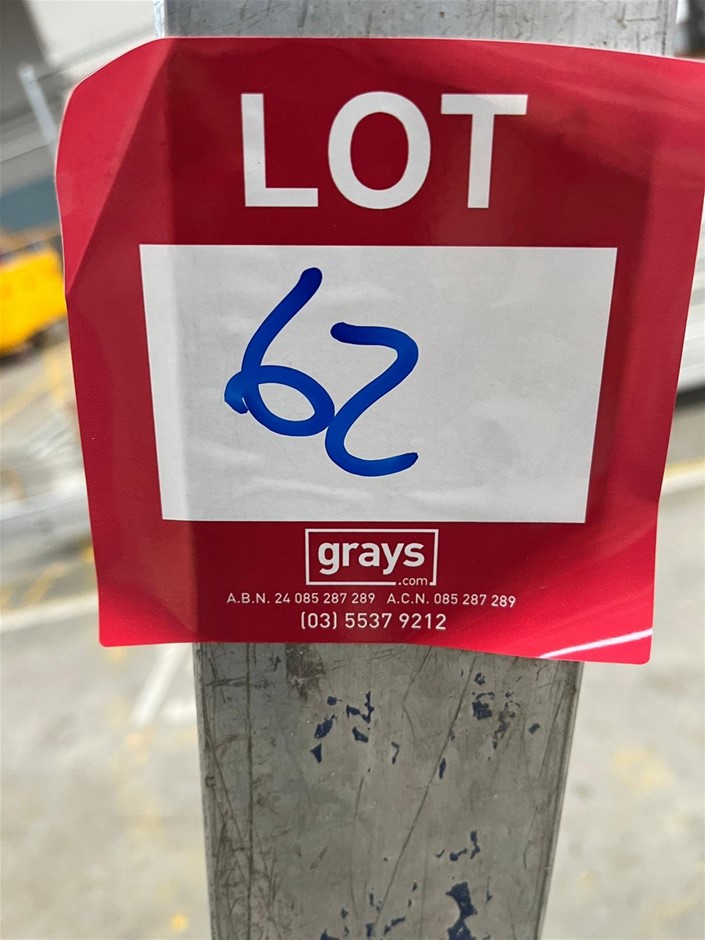 LOT
62
grays
.com
A.B.N. 24 085 287 289 A.C.N. 085 287 289
(03) 5537 9212